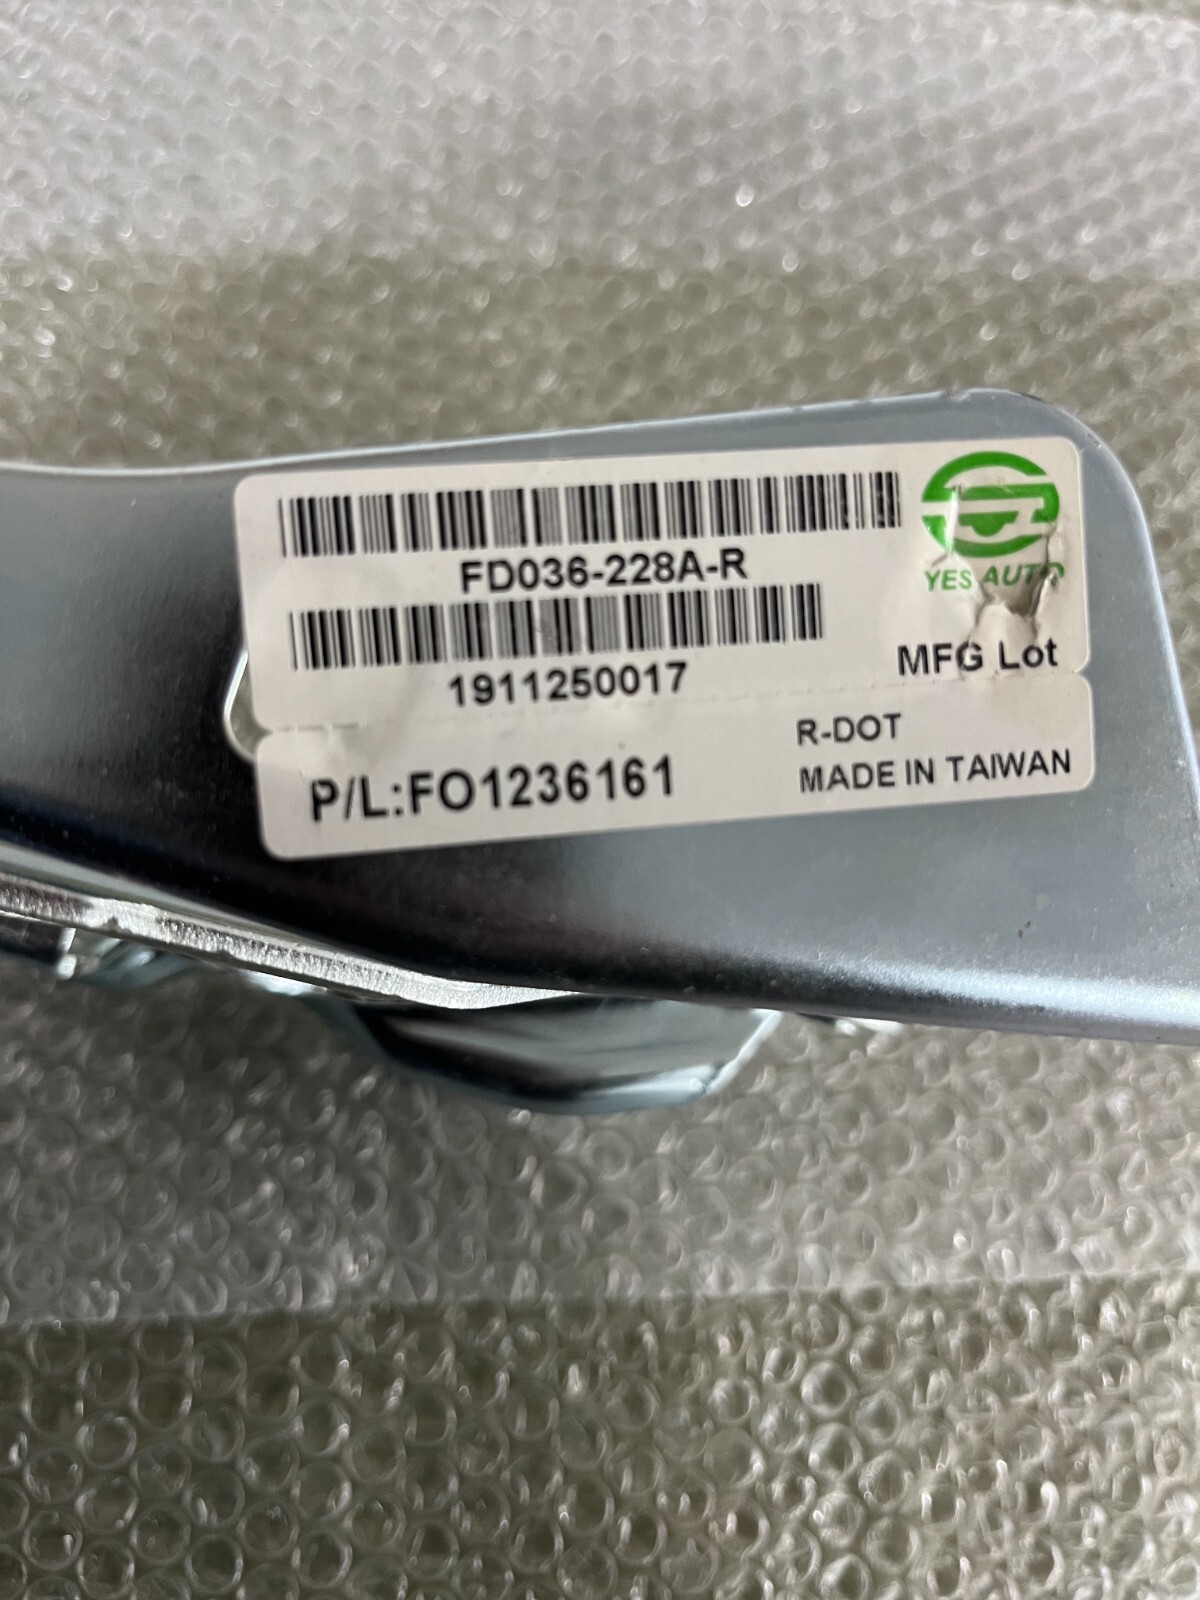 FD036-228A-R
YES AUTO
1911250017
MFG Lot
P/L:FO1236161
R-DOT
MADE IN TAIWAN